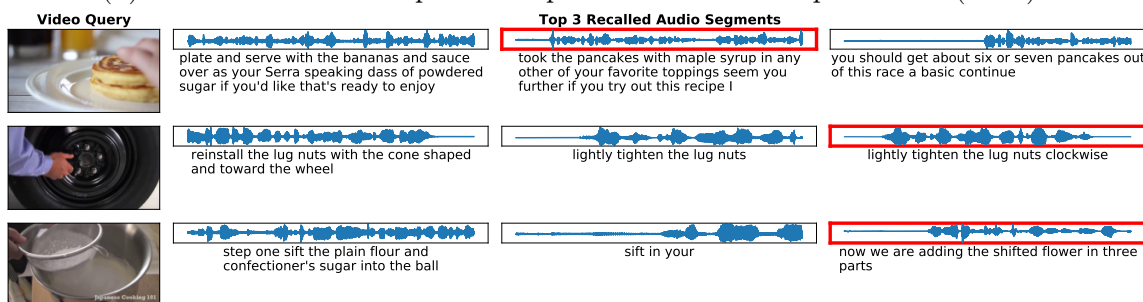 Video Query
Top 3 Recalled Audio Segments
plate and serve with the bananas and sauce
over as your Serra speaking dass of powdered
sugar if you'd like that's ready to enjoy
took the pancakes with maple syrup in any
other of your favorite toppings seem you
further if you try out this recipe I
you should get about six or seven pancakes out
of this race a basic continue
reinstall the lug nuts with the cone shaped
and toward the wheel
lightly tighten the lug nuts
lightly tighten the lug nuts clockwise
step one sift the plain flour and
confectioner's sugar into the ball
sift in your
now we are adding the shifted flower in three
parts
Japanese Cooking 101